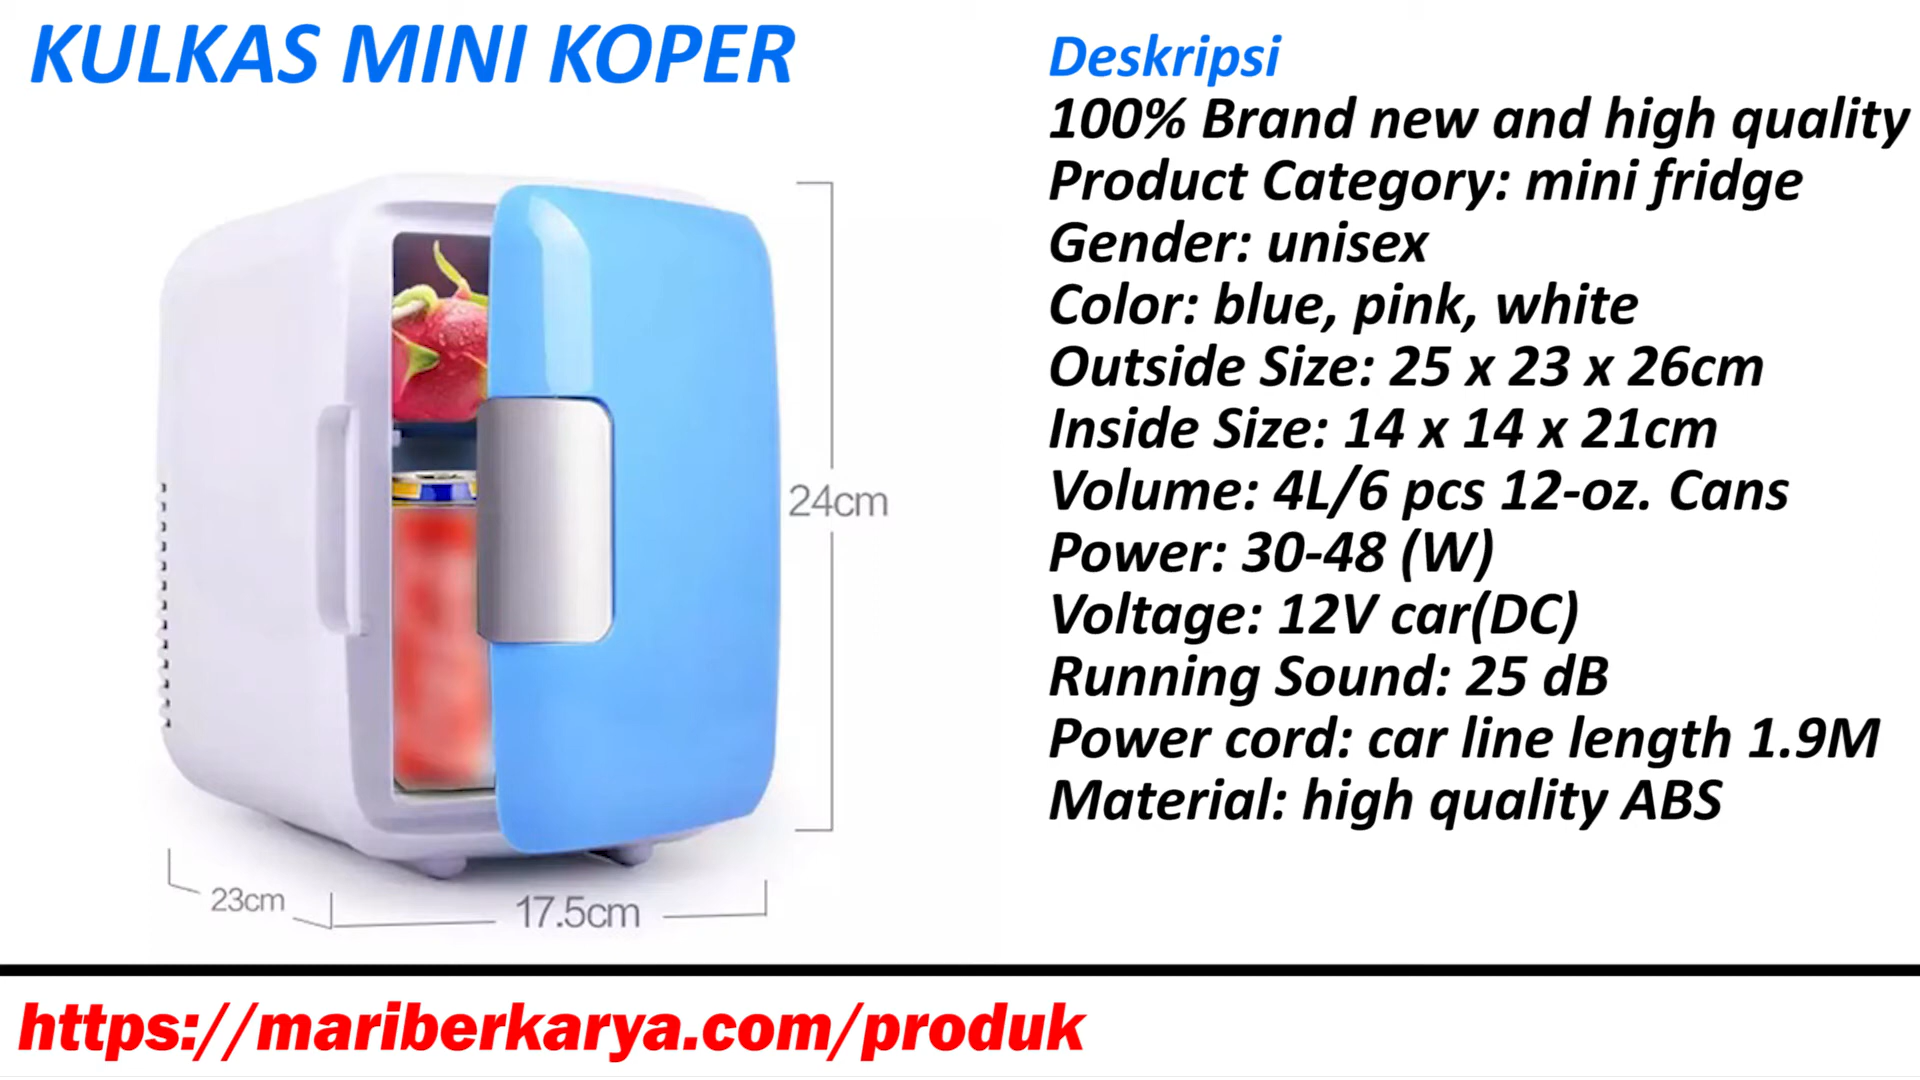 KULKAS MINI KOPER
Deskripsi
100% Brand new and high quality
Product Category: mini fridge
Gender: unisex
Color: blue, pink, white
Outside Size: 25 x 23 x 26cm
Inside Size: 14 x 14 x 21cm
Volume: 4L/6 pcs 12-oz. Cans
Power: 30-48 (W)
Voltage: 12V car(DC)
Running Sound: 25 dB
Power cord: car line length 1.9M
Material: high quality ABS
24cm
23cm
17.5cm
https://mariberkarya.com/produk